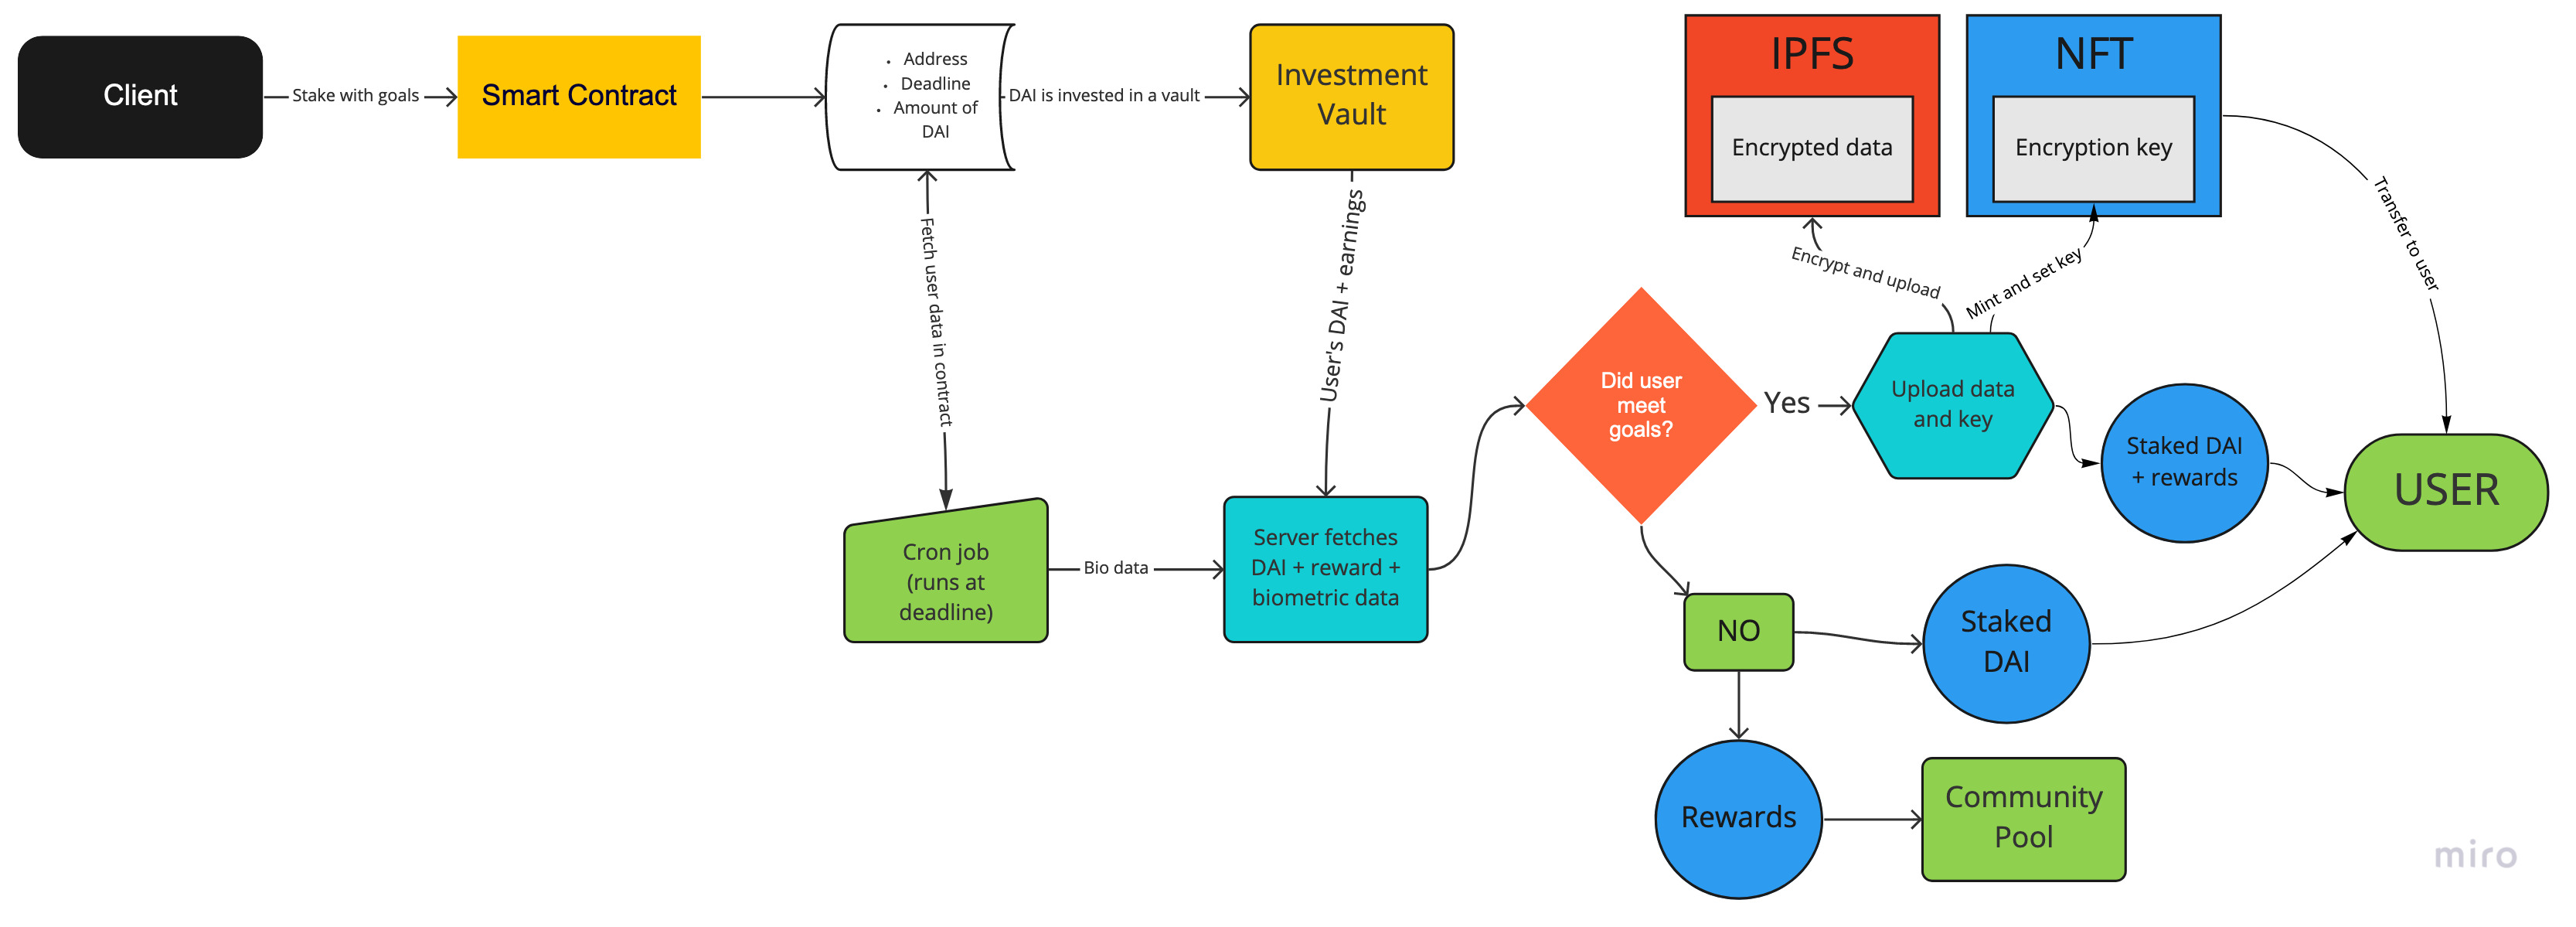 Client
Stake with goals
Smart Contract
• Address
• Deadline
• Amount of
DAI
DAI is invested in a vault
Investment
Vault
IPFS
Encrypted data
NFT
Encryption key
Transfer to user
Fetch user data in contract
User's DAI + earnings
Encrypt and upload
Mint and set key
Did user
meet
goals?
Yes
Upload data
and key
Staked DAI
+ rewards
USER
Cron job
(runs at
deadline)
Bio data
Server fetches
DAI + reward +
biometric data
NO
Staked
DAI
Rewards
Community
Pool
miro